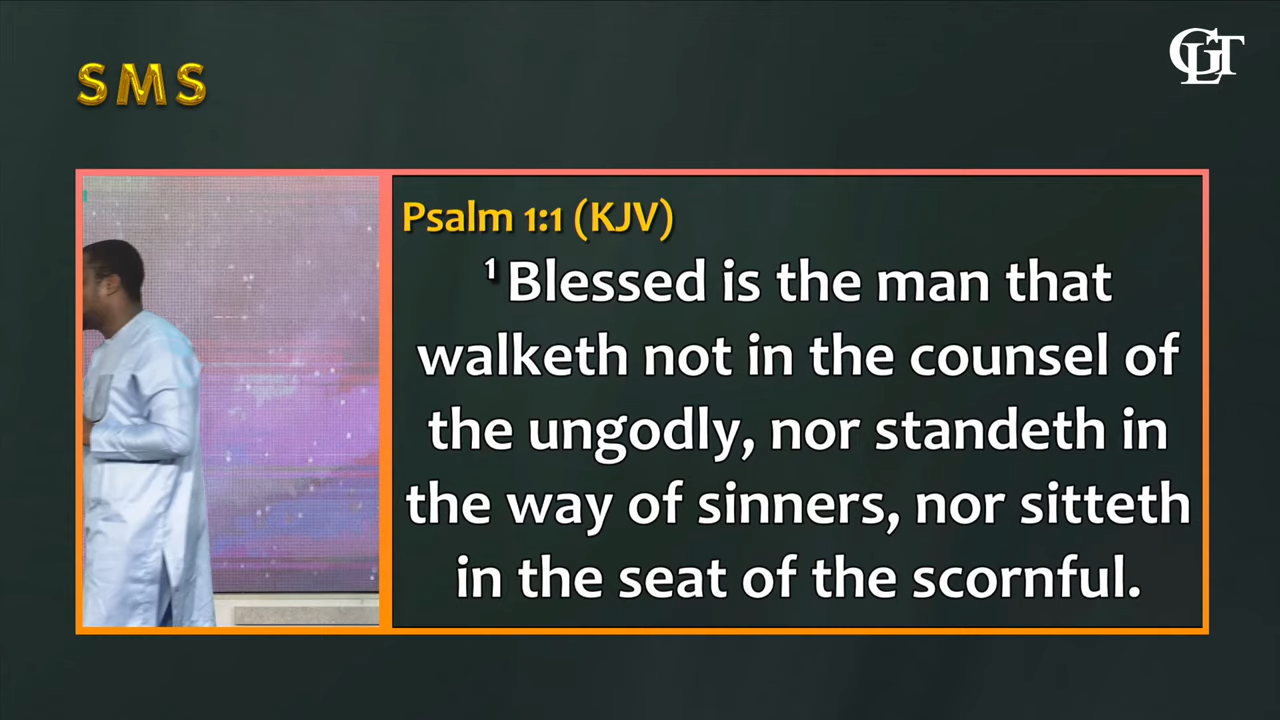 SMS
GLT
Psalm 1:1 (KJV)
1 Blessed is the man that
walketh not in the counsel of
the ungodly, nor standeth in
the way of sinners, nor sitteth
in the seat of the scornful.